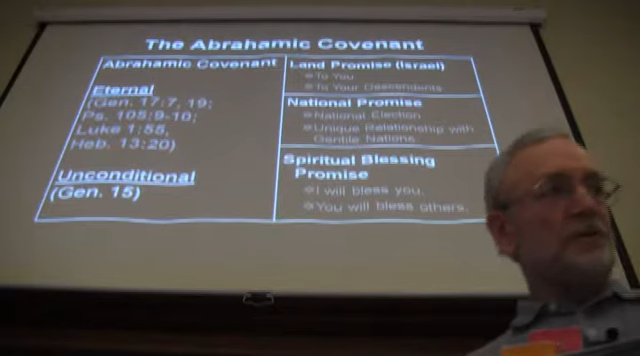 The Abrahamic Covenant
Abrahamic Covenant
Eternal
(Gen. 17:7, 19;
Ps. 105:9-10;
Luke 1:55,
Heb. 13:20)
Unconditional
(Gen. 15)
Land Promise (Israel)
To You
To Your Descendents
National Promise
National Election
Unique Relationship with
Gentile Nations
Spiritual Blessing
Promise
I will bless you.
You will bless others.